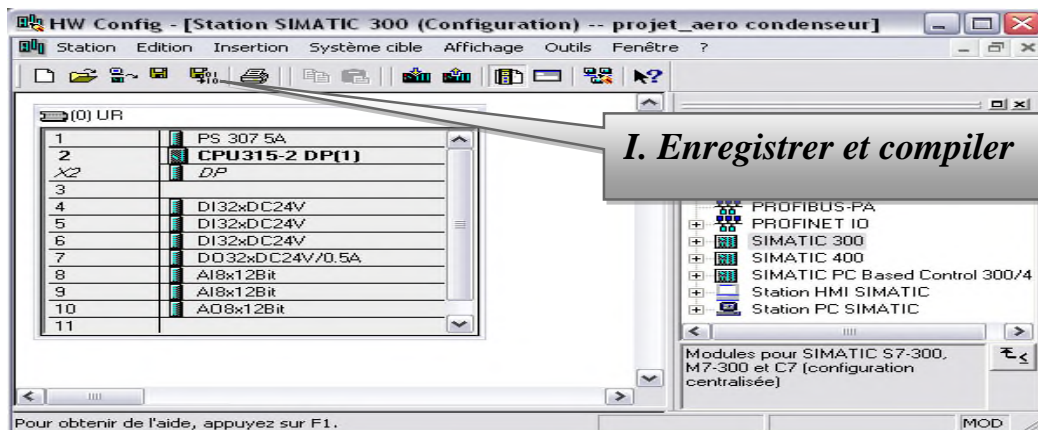 HW Config - [Station SIMATIC 300 (Configuration) -- projet_aero condenseur]
Station Edition Insertion Système cible Affichage Outils Fenêtre ?
(0) UR
1 PS 307 5A
2 CPU315-2 DP(1)
X2 DP
3
4 DI32xDC24V
5 DI32xDC24V
6 DI32xDC24V
7 DO32xDC24V/0.5A
8 AI8x12Bit
9 AI8x12Bit
10 AO8x12Bit
11
I. Enregistrer et compiler
PROFIBUS-PA
PROFINET IO
SIMATIC 300
SIMATIC 400
SIMATIC PC Based Control 300/4
Station HMI SIMATIC
Station PC SIMATIC
Modules pour SIMATIC S7-300,
M7-300 et C7 (configuration
centralisée)
Pour obtenir de l'aide, appuyez sur F1.
MOD